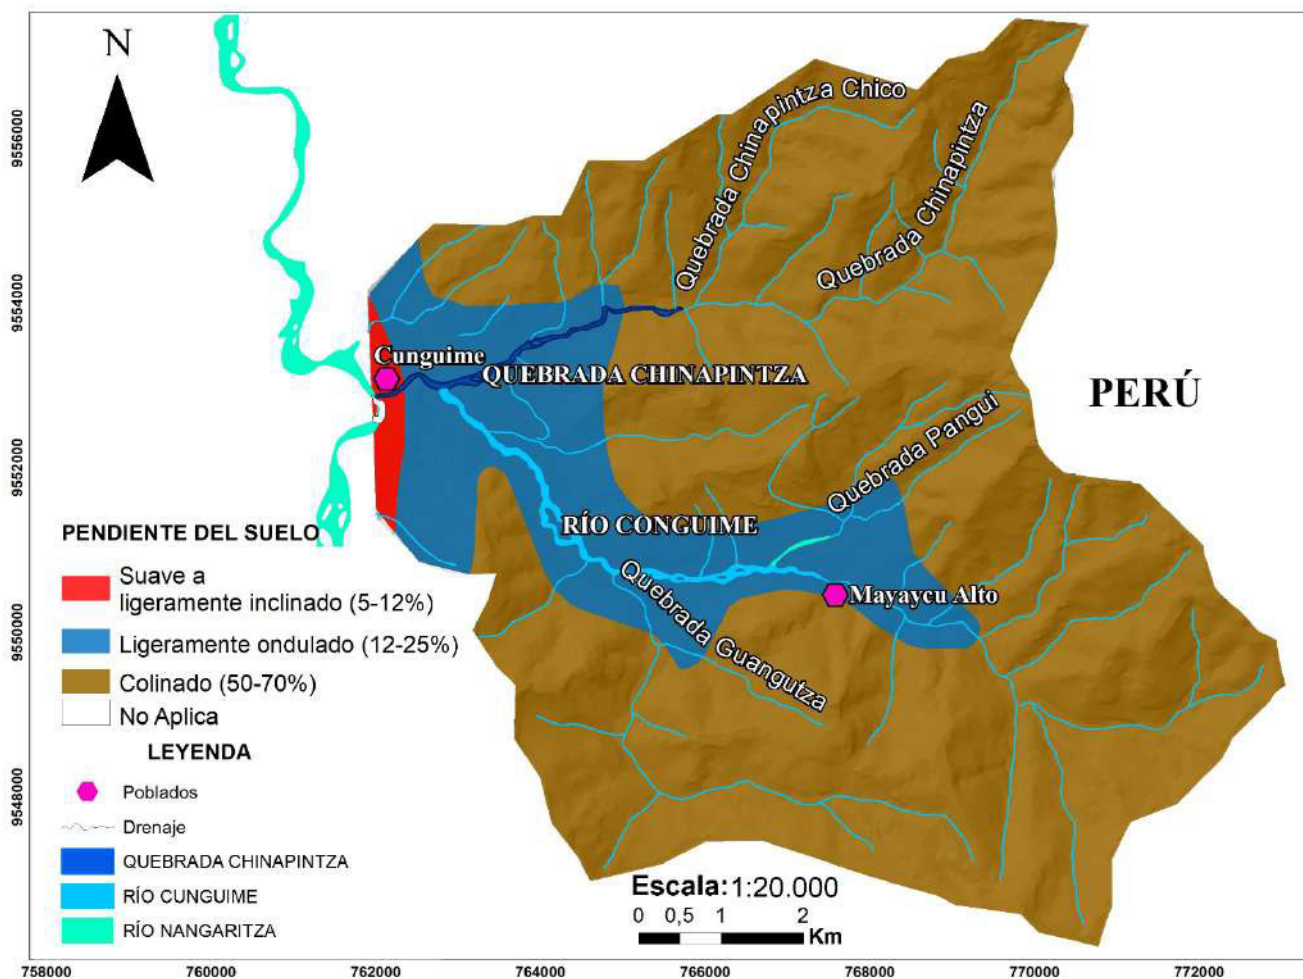 N
9556000
9554000
9552000
9550000
9548000
Quebrada Chinapintza Chico
Quebrada Chinapintza
Cunguime
QUEBRADA CHINAPINTZA
PERÚ
Quebrada Pangui
RÍO CONGUIME
Quebrada Guangutza
Mayaycu Alto
PENDIENTE DEL SUELO
Suave a
ligeramente inclinado (5-12%)
Ligeramente ondulado (12-25%)
Colinado (50-70%)
No Aplica
LEYENDA
Poblados
Drenaje
QUEBRADA CHINAPINTZA
RÍO CUNGUIME
RÍO NANGARITZA
Escala:1:20.000
0 0,5 1 2
Km
758000 760000 762000 764000 766000 768000 770000 772000